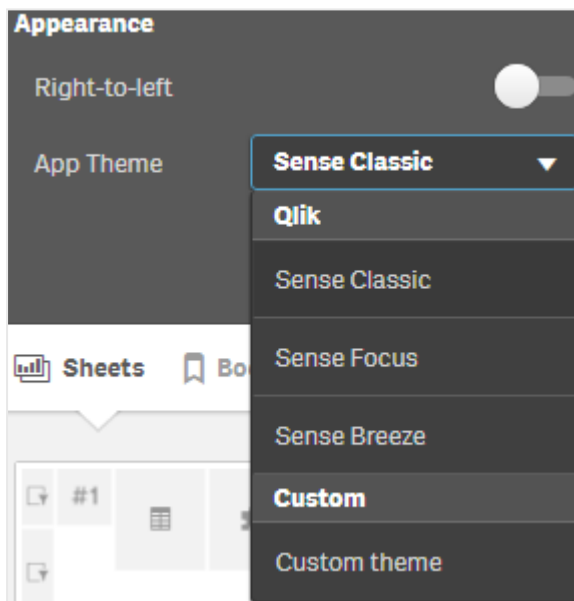 Appearance
Right-to-left
App Theme
Sense Classic
Qlik
Sense Classic
Sense Focus
Sheets
Sense Breeze
#1
Custom
Custom theme